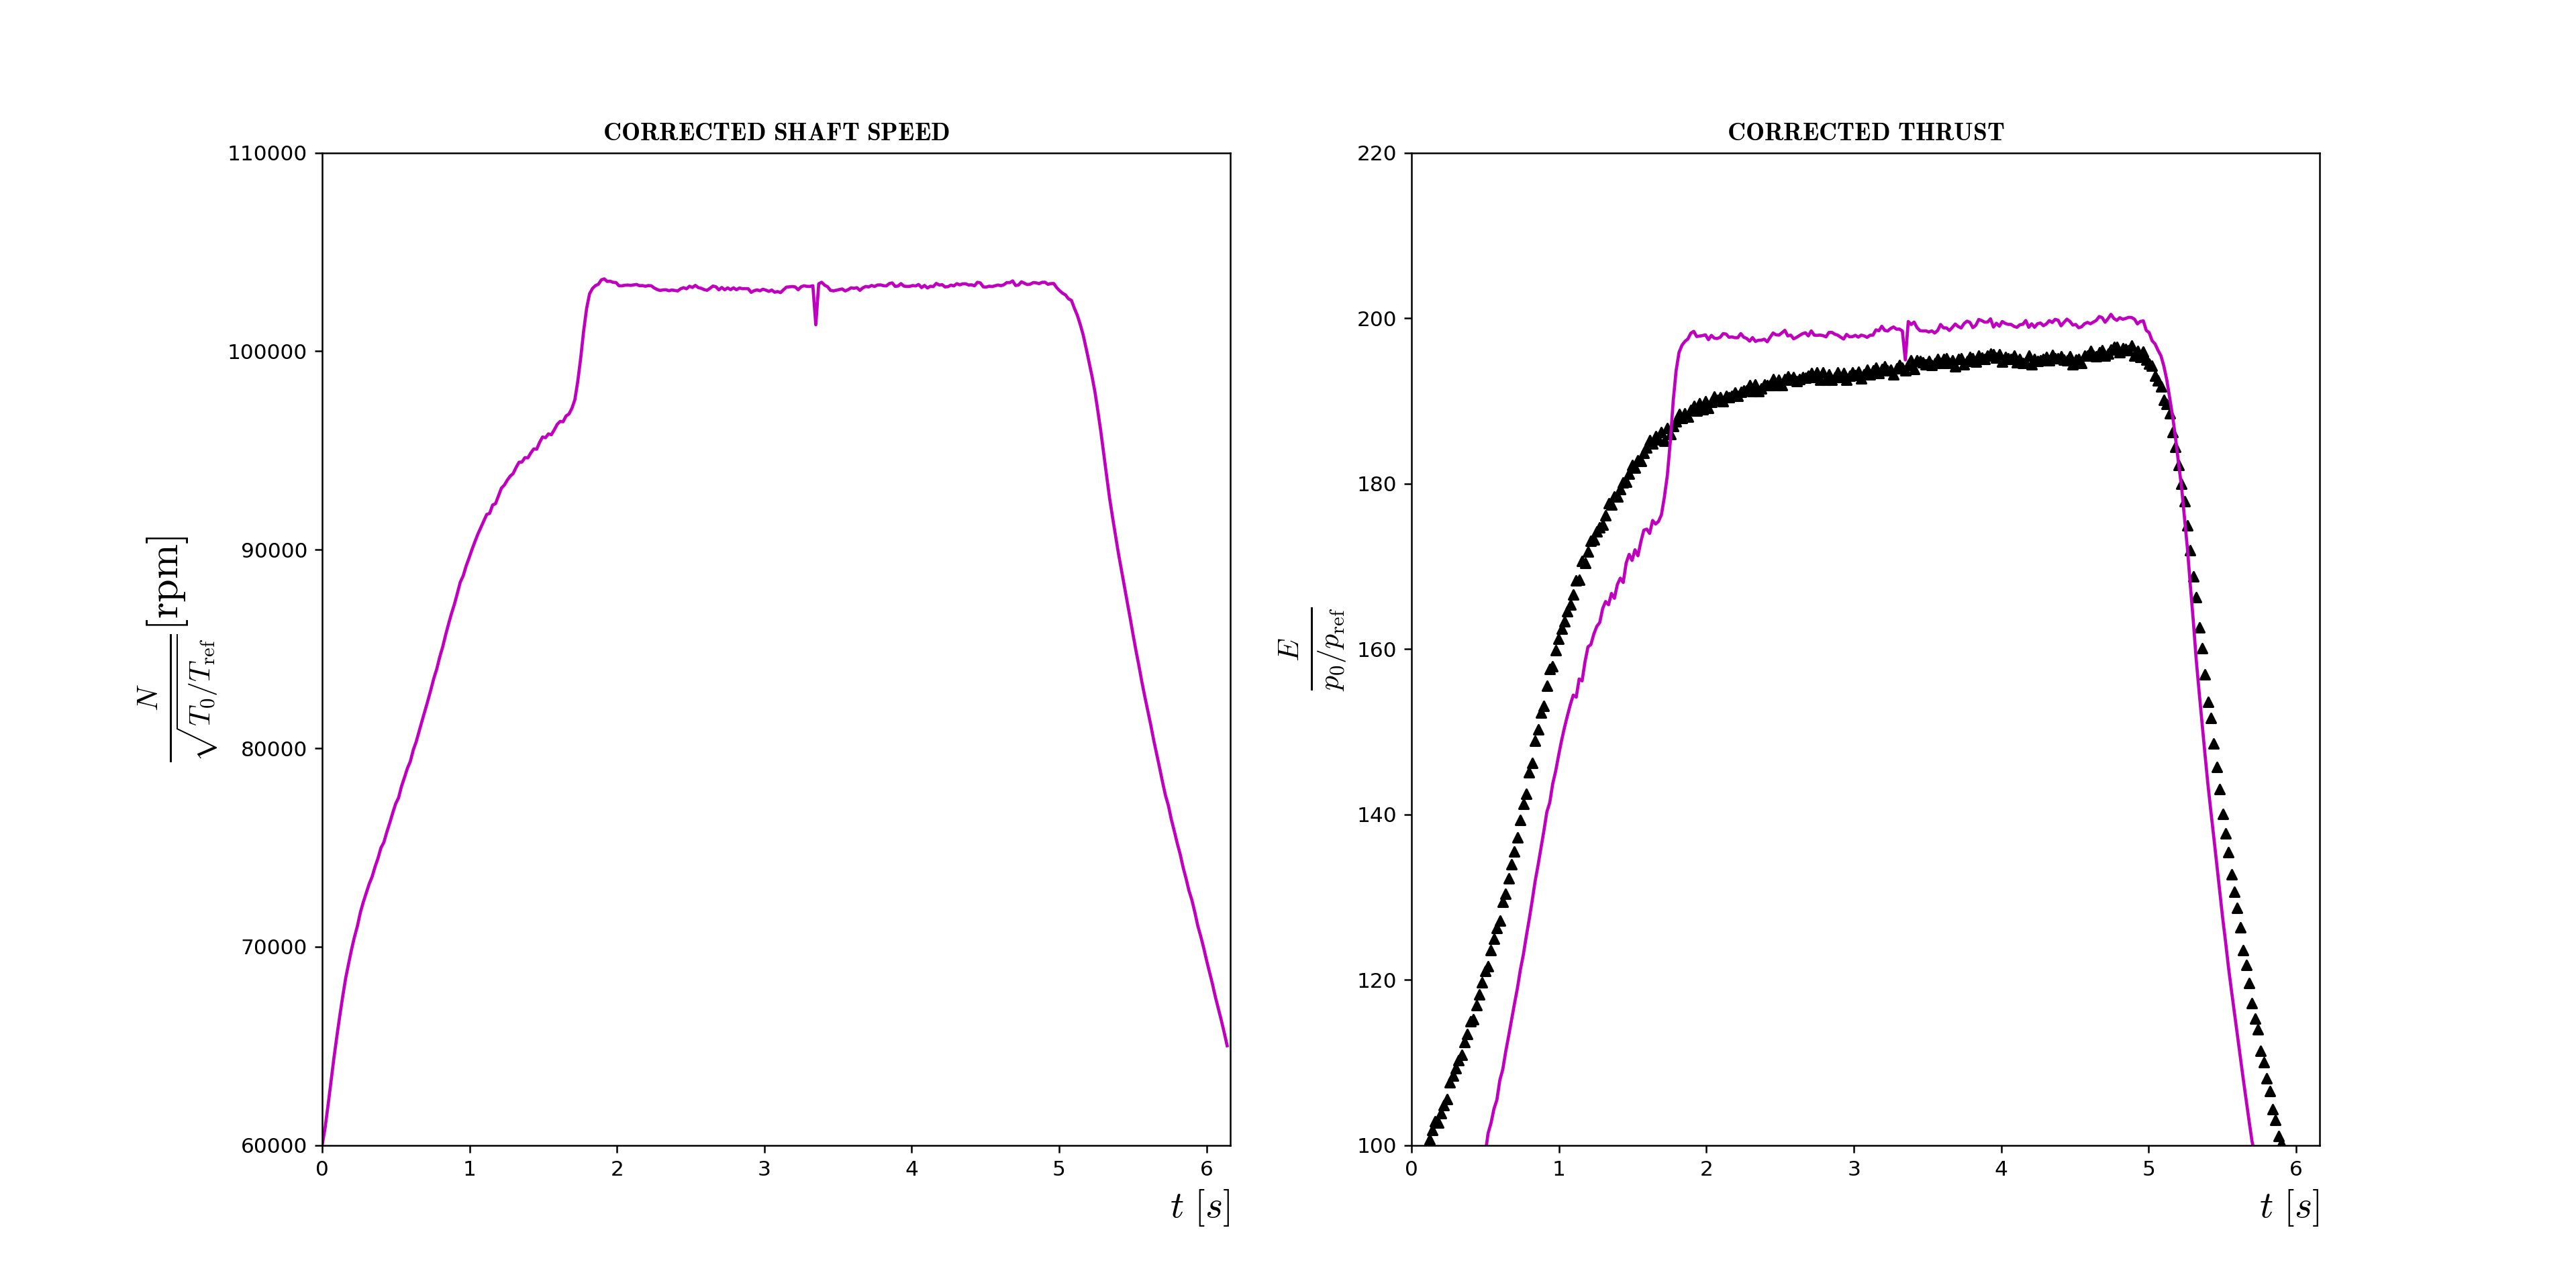 CORRECTED SHAFT SPEED
110000
100000
90000
80000
70000
60000
0 1 2 3 4 5 6
t [s]
N / √(T0/Tref) [rpm]
CORRECTED THRUST
220
200
180
160
140
120
100
0 1 2 3 4 5 6
t [s]
E / (p0/pref)